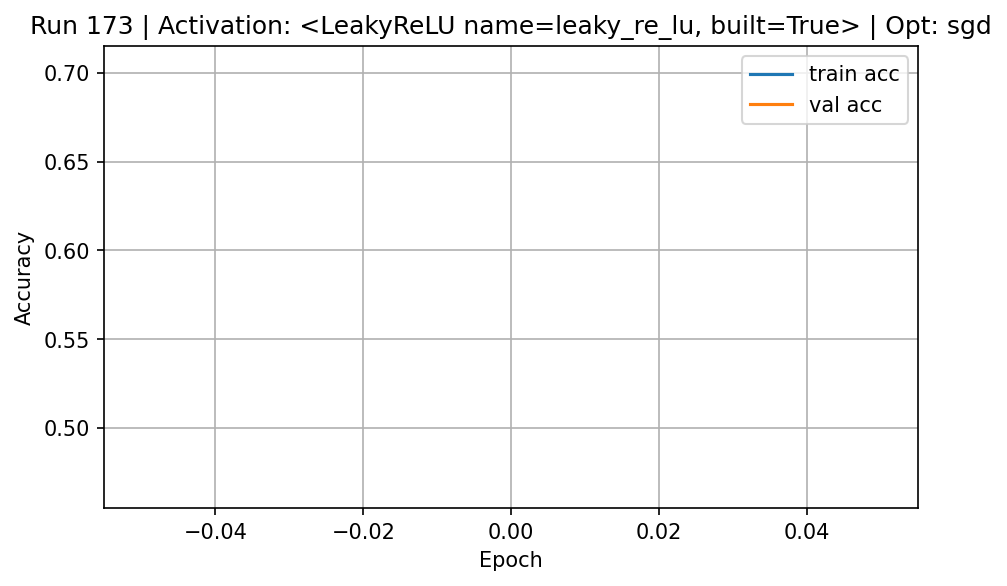 Run 173 | Activation: <LeakyReLU name=leaky_re_lu, built=True> | Opt: sgd
train acc
val acc
Accuracy
0.70
0.65
0.60
0.55
0.50
−0.04
−0.02
0.00
0.02
0.04
Epoch